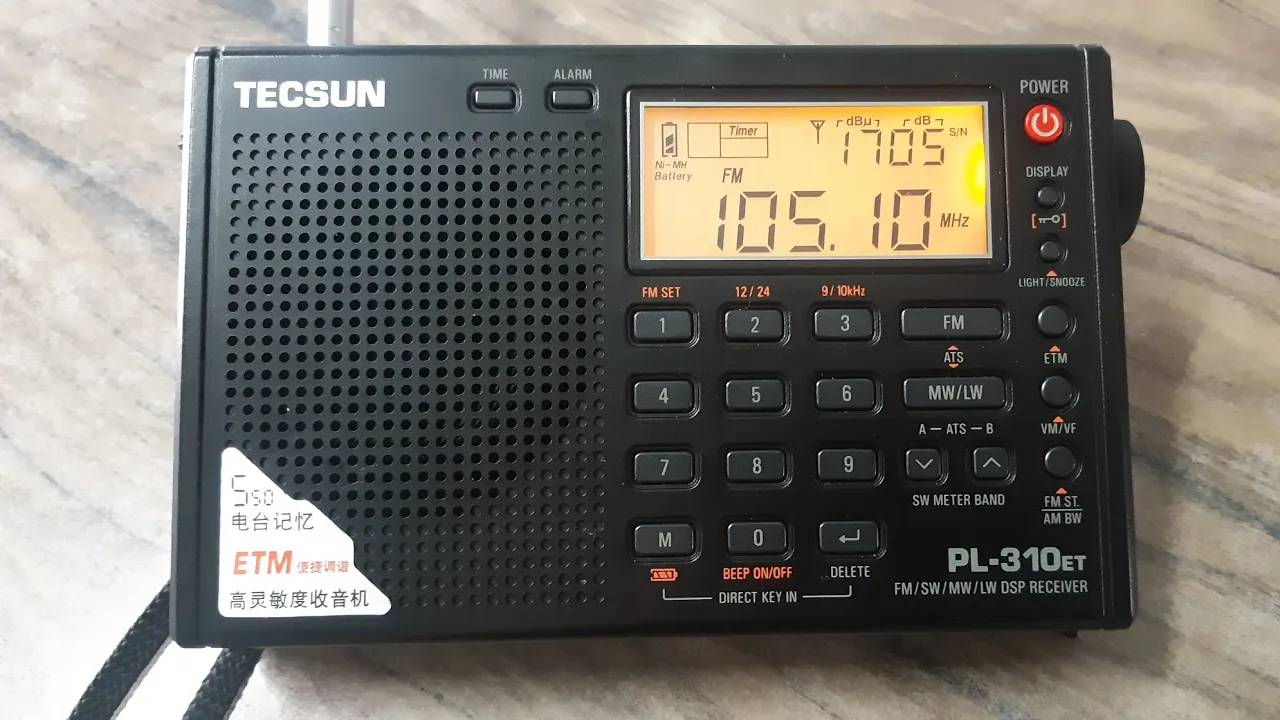 TECSUN
TIME
ALARM
POWER
Timer
dBμ
dB
1705
S/N
Ni-MH
Battery
FM
105.10
MHz
DISPLAY
LIGHT/SNOOZE
FM SET
12/24
9/10kHz
1
2
3
FM
ATS
ETM
4
5
6
MW/LW
A — ATS — B
VM/VF
7
8
9
SW METER BAND
FM ST.
AM BW
M
0
BEEP ON/OFF
DELETE
DIRECT KEY IN
PL-310ET
FM/SW/MW/LW DSP RECEIVER
550
电台记忆
ETM 便捷调谐
高灵敏度收音机